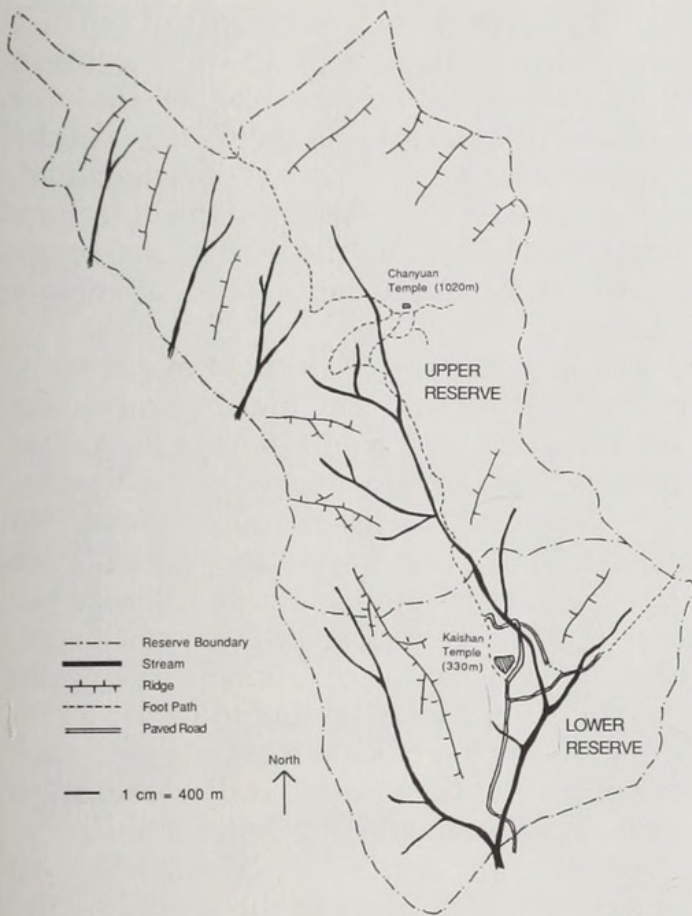 Chanyuan
Temple (1020m)
UPPER
RESERVE
Kaishan
Temple
(330m)
LOWER
RESERVE
Reserve Boundary
Stream
Ridge
Foot Path
Paved Road
North
1 cm = 400 m